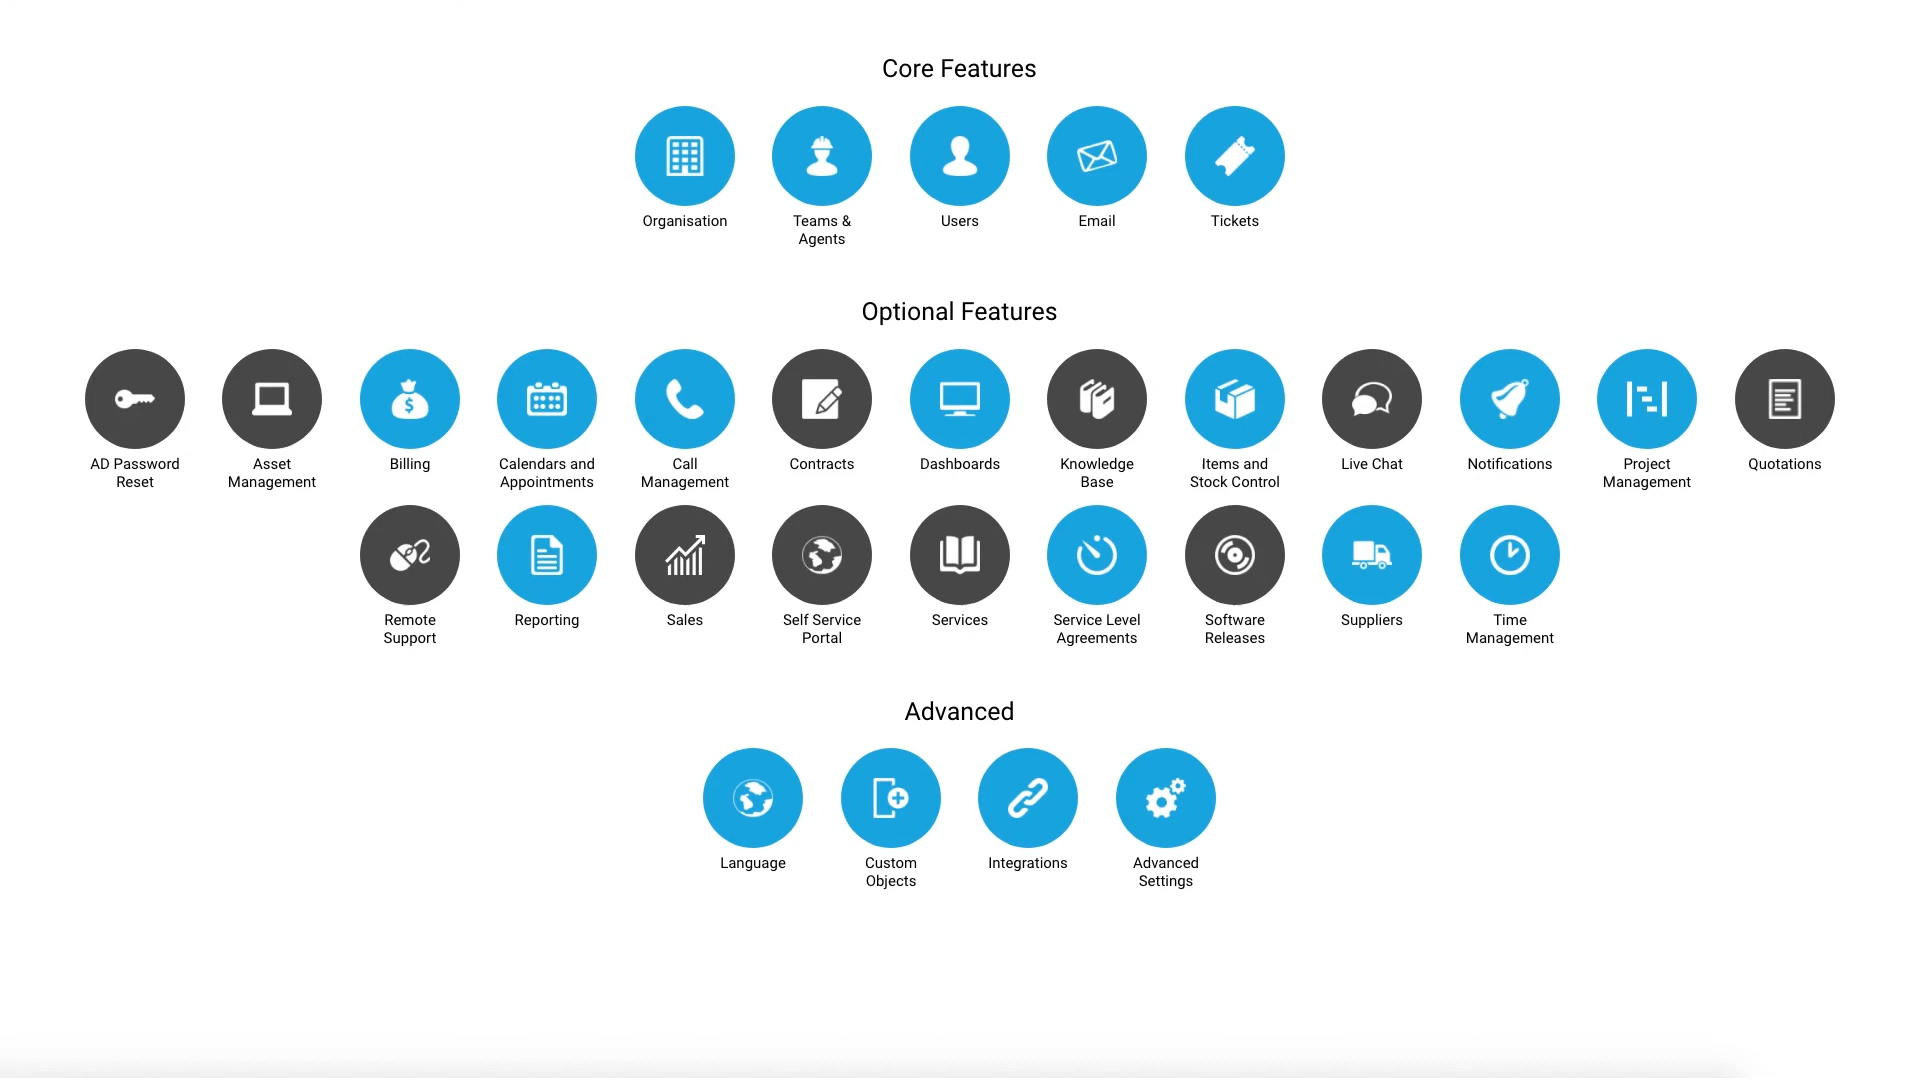 Core Features
Organisation
Teams &
Agents
Users
Email
Tickets
Optional Features
AD Password
Reset
Asset
Management
$
Billing
Calendars and
Appointments
Call
Management
Contracts
Dashboards
Knowledge
Base
Items and
Stock Control
Live Chat
Notifications
Project
Management
Quotations
Remote
Support
Reporting
Sales
Self Service
Portal
Services
Service Level
Agreements
Software
Releases
Suppliers
Time
Management
Advanced
Language
Custom
Objects
Integrations
Advanced
Settings